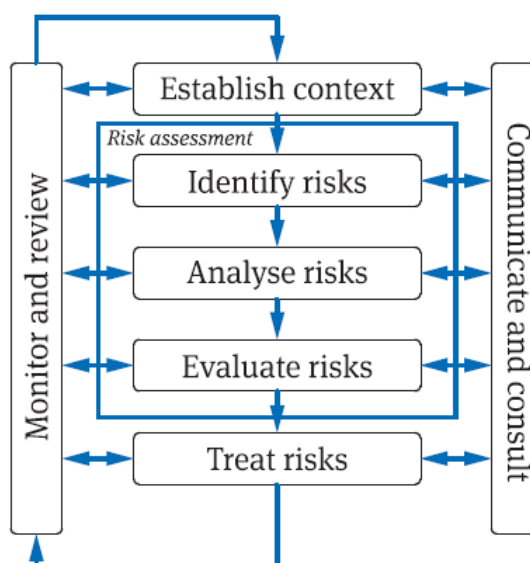 Establish context
Risk assessment
Identify risks
Analyse risks
Evaluate risks
Treat risks
Monitor and review
Communicate and consult